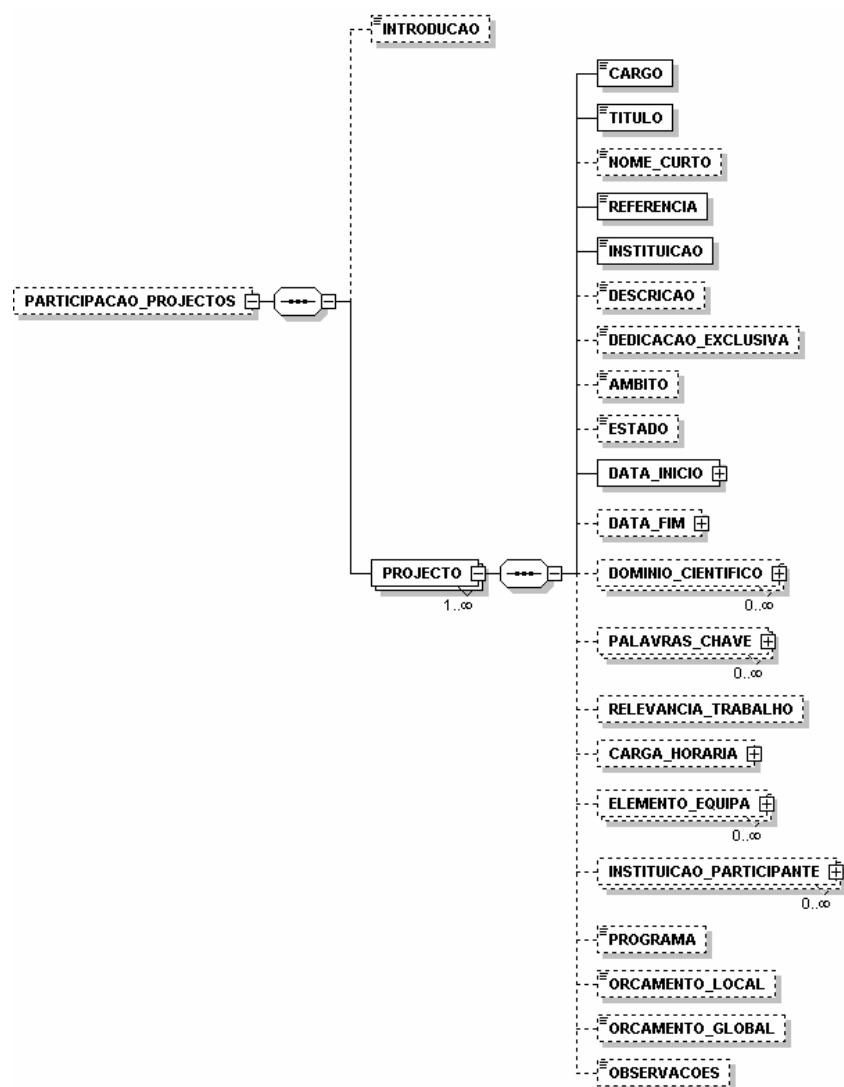 INTRODUCAO
CARGO
TITULO
NOME_CURTO
REFERENCIA
INSTITUICAO
PARTICIPACAO_PROJECTOS
DESCRICAO
DEDICACAO_EXCLUSIVA
AMBITO
ESTADO
DATA_INICIO
DATA_FIM
PROJECTO
1..∞
DOMINIO_CIENTIFICO
0..∞
PALAVRAS_CHAVE
0..∞
RELEVANCIA_TRABALHO
CARGA_HORARIA
ELEMENTO_EQUIPA
0..∞
INSTITUICAO_PARTICIPANTE
0..∞
PROGRAMA
ORCAMENTO_LOCAL
ORCAMENTO_GLOBAL
OBSERVACOES